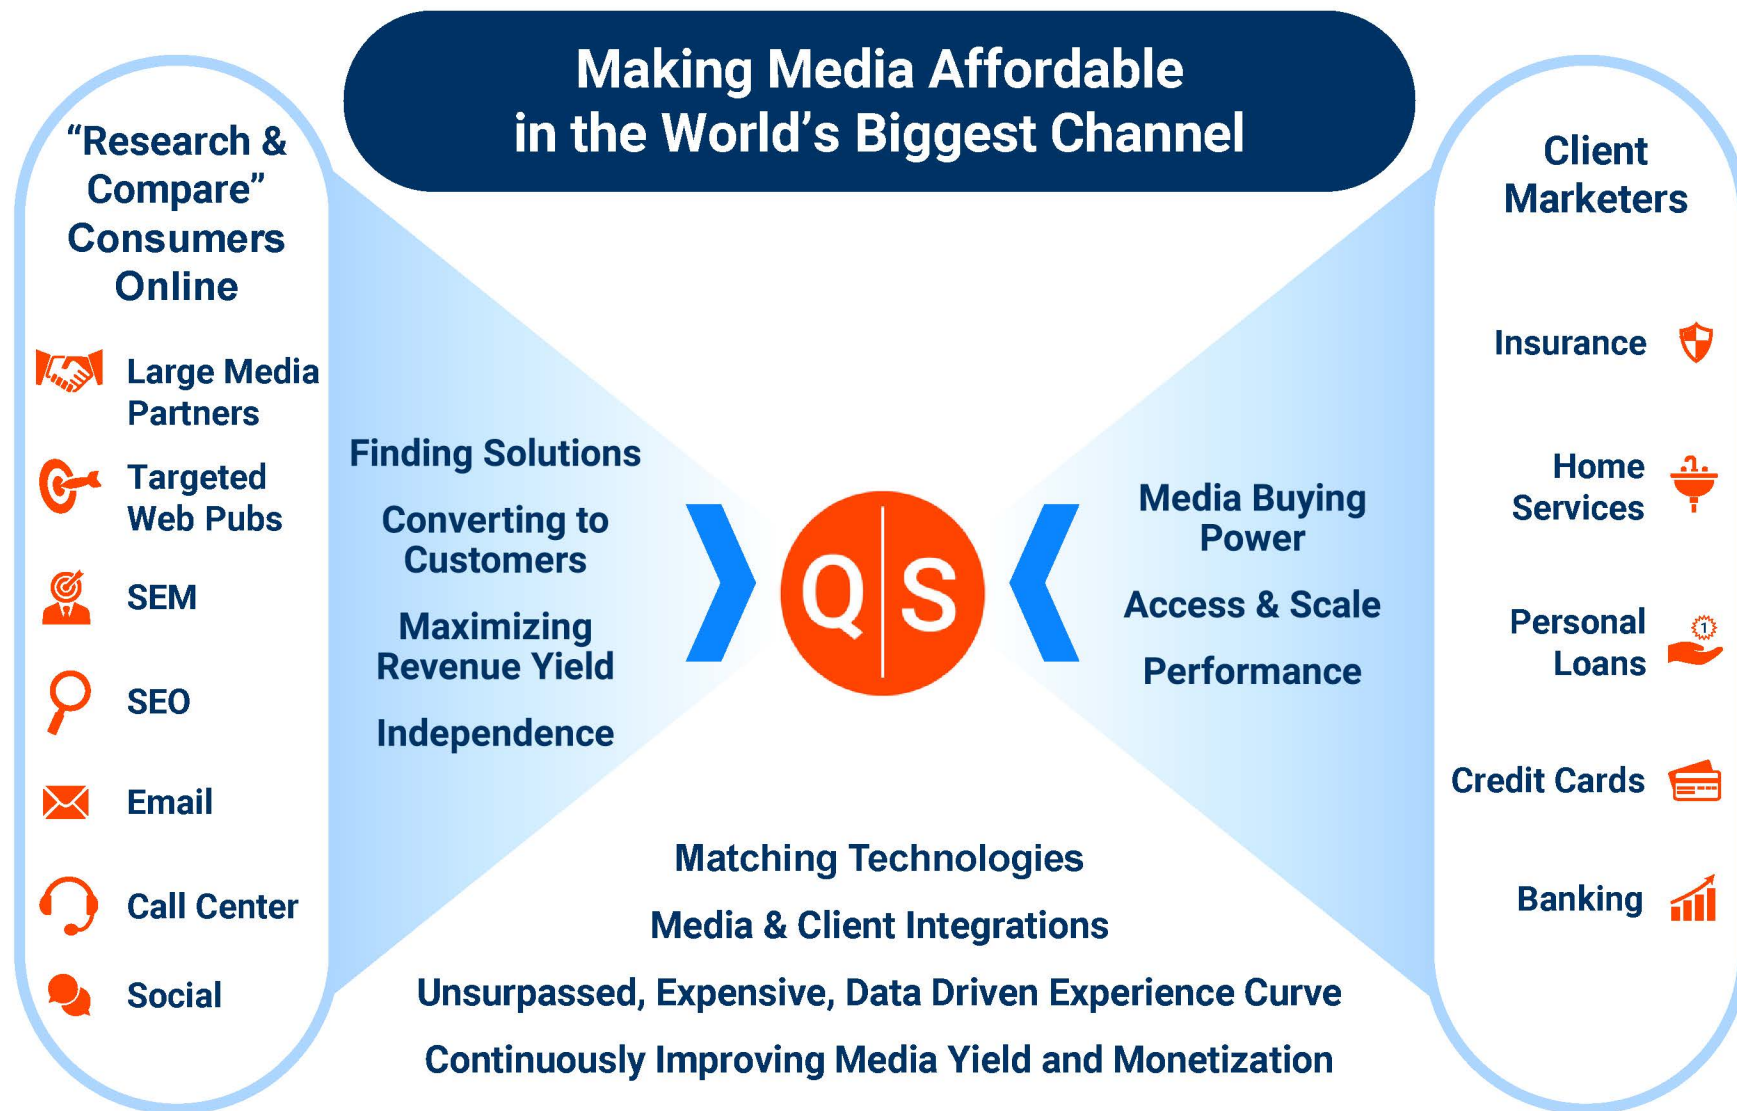 Making Media Affordable
in the World's Biggest Channel
“Research &
Compare”
Consumers
Online
Large Media
Partners
Targeted
Web Pubs
SEM
SEO
Email
Call Center
Social
Finding Solutions
Converting to
Customers
Maximizing
Revenue Yield
Independence
Q|S
Media Buying
Power
Access & Scale
Performance
Client
Marketers
Insurance
Home
Services
Personal
Loans
1
Credit Cards
Banking
Matching Technologies
Media & Client Integrations
Unsurpassed, Expensive, Data Driven Experience Curve
Continuously Improving Media Yield and Monetization